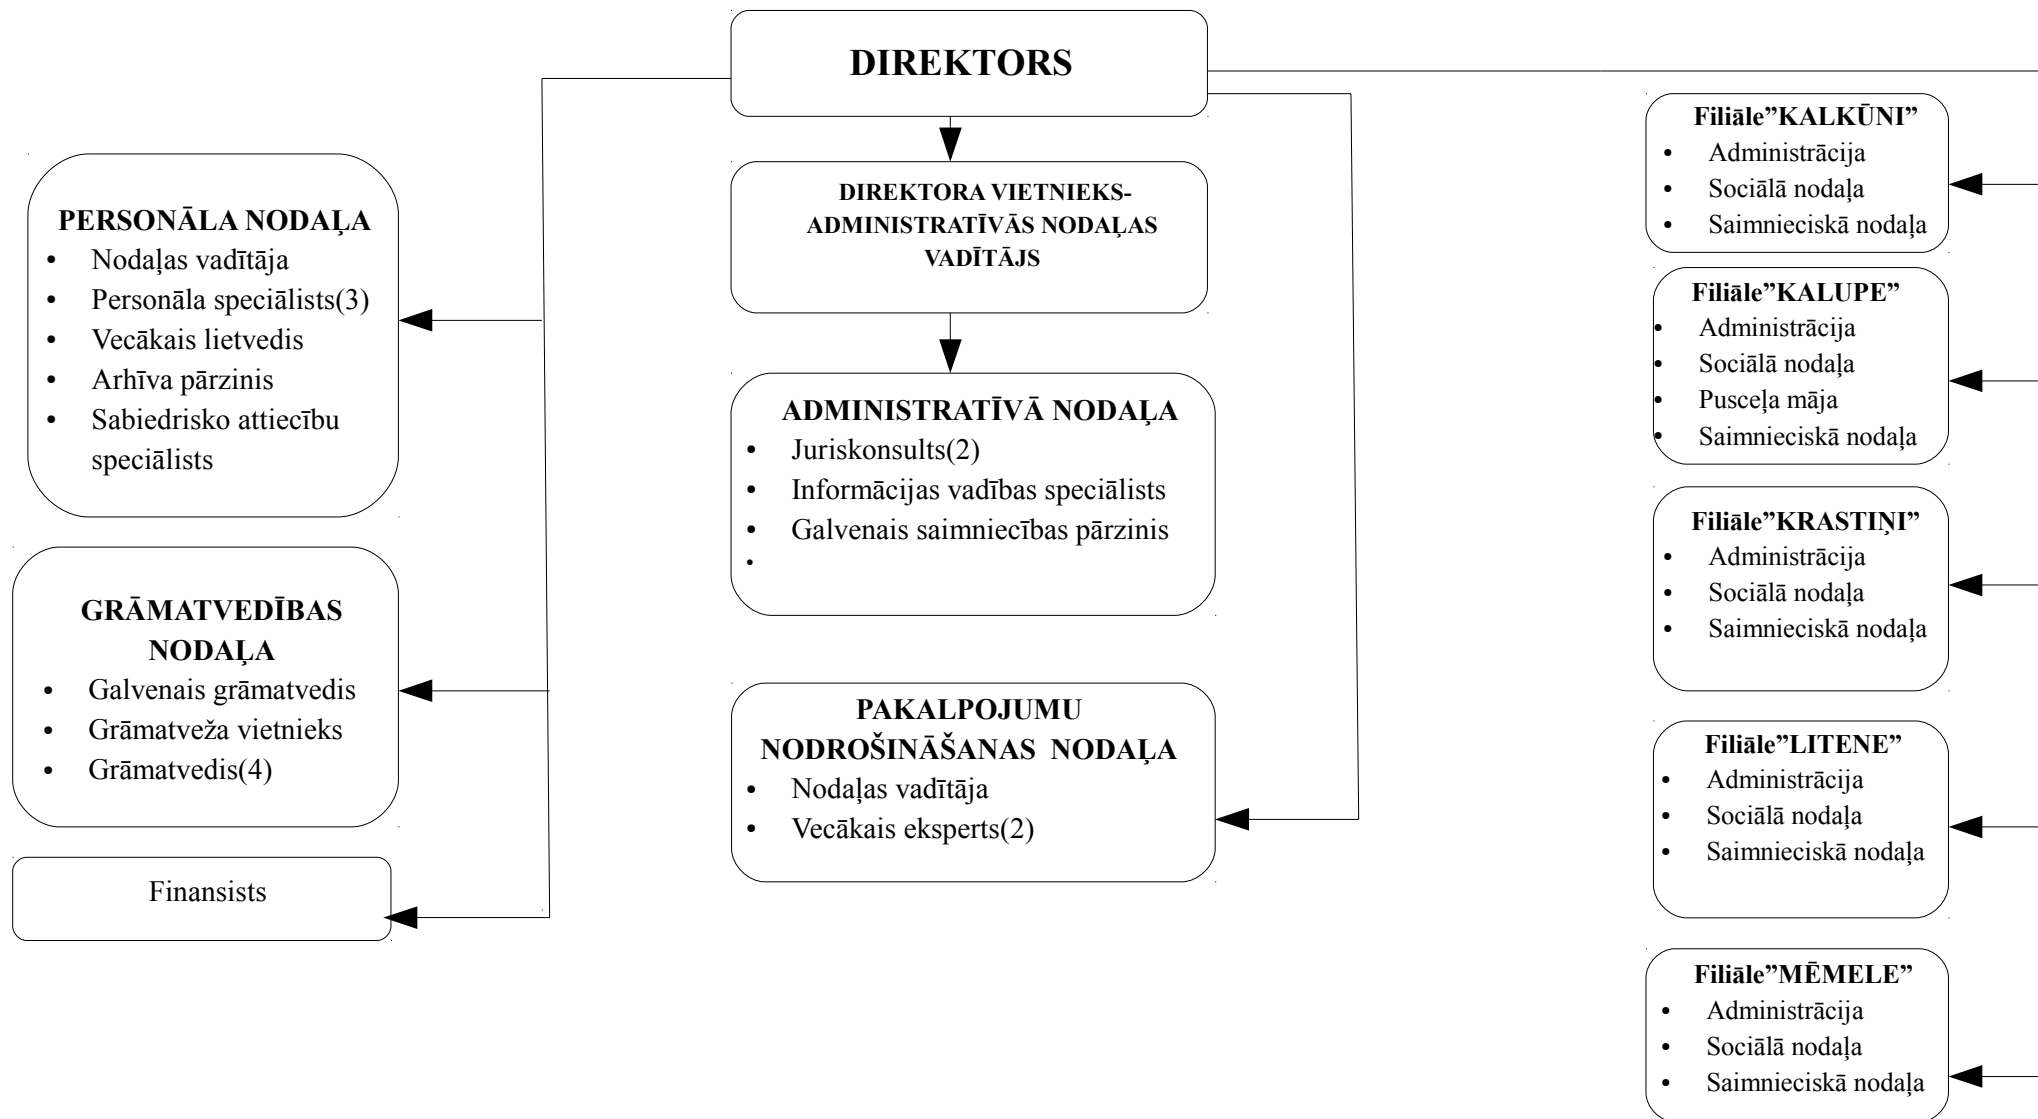 DIREKTORS
DIREKTORA VIETNIEKS-
ADMINISTRATĪVĀS NODAĻAS
VADĪTĀJS
PERSONĀLA NODAĻA
• Nodaļas vadītāja
• Personāla speciālists(3)
• Vecākais lietvedis
• Arhīva pārzinis
• Sabiedrisko attiecību
speciālists
GRĀMATVEDĪBAS
NODAĻA
• Galvenais grāmatvedis
• Grāmatveža vietnieks
• Grāmatvedis(4)
Finansists
ADMINISTRATĪVĀ NODAĻA
• Juriskonsults(2)
• Informācijas vadības speciālists
• Galvenais saimniecības pārzinis
•
PAKALPOJUMU
NODROŠINĀŠANAS NODAĻA
• Nodaļas vadītāja
• Vecākais eksperts(2)
Filiāle”KALKŪNI”
• Administrācija
• Sociālā nodaļa
• Saimnieciskā nodaļa
Filiāle”KALUPE”
• Administrācija
• Sociālā nodaļa
• Pusceļa māja
• Saimnieciskā nodaļa
Filiāle”KRASTIŅI”
• Administrācija
• Sociālā nodaļa
• Saimnieciskā nodaļa
Filiāle”LITENE”
• Administrācija
• Sociālā nodaļa
• Saimnieciskā nodaļa
Filiāle”MĒMELE”
• Administrācija
• Sociālā nodaļa
• Saimnieciskā nodaļa